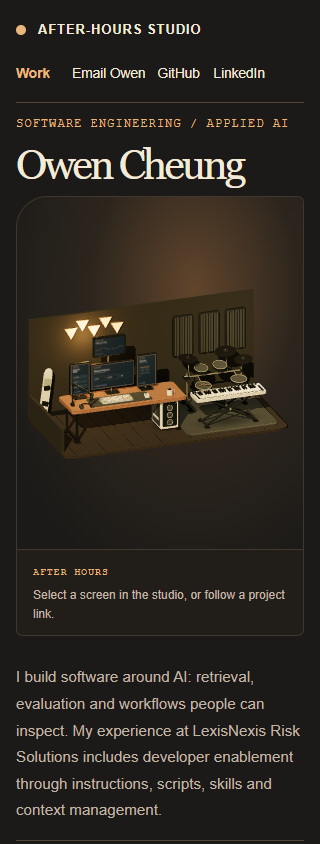 AFTER-HOURS STUDIO
Work Email Owen GitHub LinkedIn
SOFTWARE ENGINEERING / APPLIED AI
Owen Cheung
AFTER HOURS
Select a screen in the studio, or follow a project
link.
I build software around AI: retrieval,
evaluation and workflows people can
inspect. My experience at LexisNexis Risk
Solutions includes developer enablement
through instructions, scripts, skills and
context management.